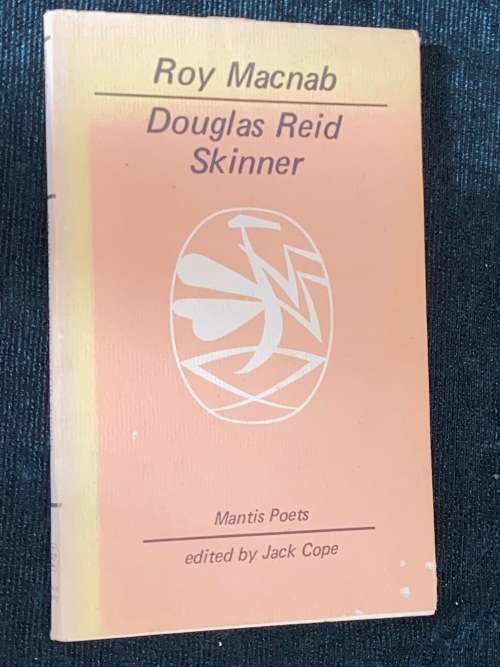 Roy Macnab
Douglas Reid
Skinner
Mantis Poets
edited by Jack Cope